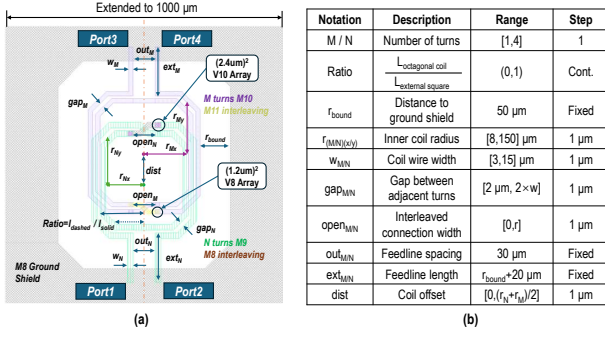 Extended to 1000 μm
Port3
Port4
out_M
w_M
ext_M
(2.4um)²
V10 Array
gap_M
M turns M10
M11 interleaving
r_My
open_N
r_Ny
r_Mx
r_bound
dist
r_Nx
(1.2um)²
V8 Array
open_M
Ratio=l_dashed / l_solid
gap_N
out_N
N turns M9
M8 interleaving
w_N
ext_N
M8 Ground
Shield
Port1
Port2
(a)
Notation Description Range Step
M / N Number of turns [1,4] 1
Ratio L_octagonal coil / L_external square (0,1) Cont.
r_bound Distance to ground shield 50 μm Fixed
r_(M/N)(x/y) Inner coil radius [8,150] μm 1 μm
w_M/N Coil wire width [3,15] μm 1 μm
gap_M/N Gap between adjacent turns [2 μm, 2×w] 1 μm
open_M/N Interleaved connection width [0,r] 1 μm
out_M/N Feedline spacing 30 μm Fixed
ext_M/N Feedline length r_bound+20 μm Fixed
dist Coil offset [0,(r_N+r_M)/2] 1 μm
(b)